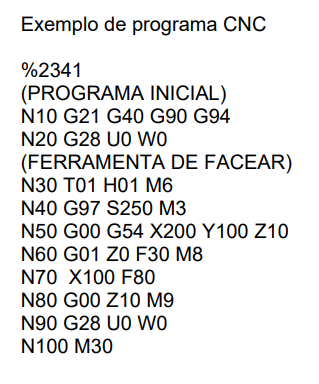 Exemplo de programa CNC
%2341
(PROGRAMA INICIAL)
N10 G21 G40 G90 G94
N20 G28 U0 W0
(FERRAMENTA DE FACEAR)
N30 T01 H01 M6
N40 G97 S250 M3
N50 G00 G54 X200 Y100 Z10
N60 G01 Z0 F30 M8
N70  X100 F80
N80 G00 Z10 M9
N90 G28 U0 W0
N100 M30